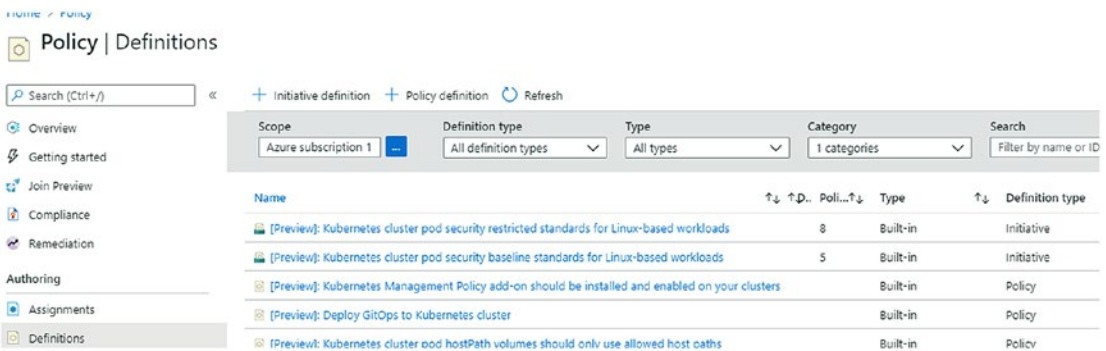 Home > Policy
Policy | Definitions
Search (Ctrl+/)
«
Overview
Getting started
Join Preview
Compliance
Remediation
Authoring
Assignments
Definitions
+ Initiative definition + Policy definition Refresh
Scope Definition type Type Category Search
Azure subscription 1 ... All definition types All types 1 categories Filter by name or ID
Name ↑↓ ↑D.. Poli...↑↓ Type ↑↓ Definition type
[Preview]: Kubernetes cluster pod security restricted standards for Linux-based workloads 8 Built-in Initiative
[Preview]: Kubernetes cluster pod security baseline standards for Linux-based workloads 5 Built-in Initiative
[Preview]: Kubernetes Management Policy add-on should be installed and enabled on your clusters Built-in Policy
[Preview]: Deploy GitOps to Kubernetes cluster Built-in Policy
[Preview]: Kubernetes cluster pod hostPath volumes should only use allowed host paths Built-in Policy